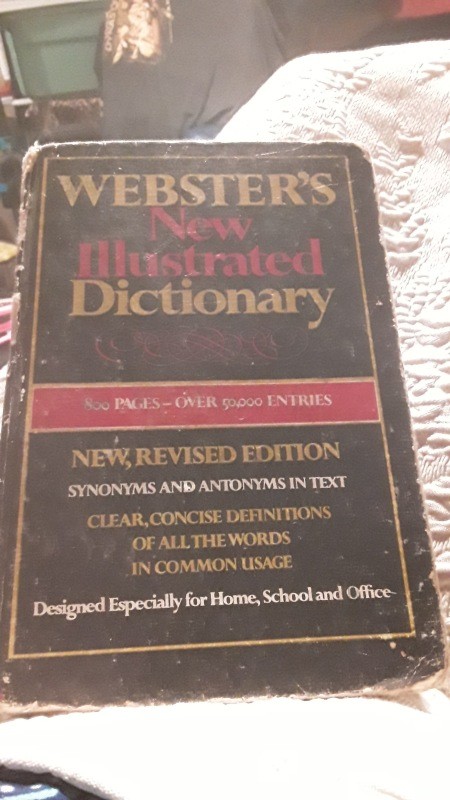 WEBSTER'S
New
Illustrated
Dictionary
800 PAGES – OVER 50,000 ENTRIES
NEW, REVISED EDITION
SYNONYMS AND ANTONYMS IN TEXT
CLEAR, CONCISE DEFINITIONS
OF ALL THE WORDS
IN COMMON USAGE
Designed Especially for Home, School and Office